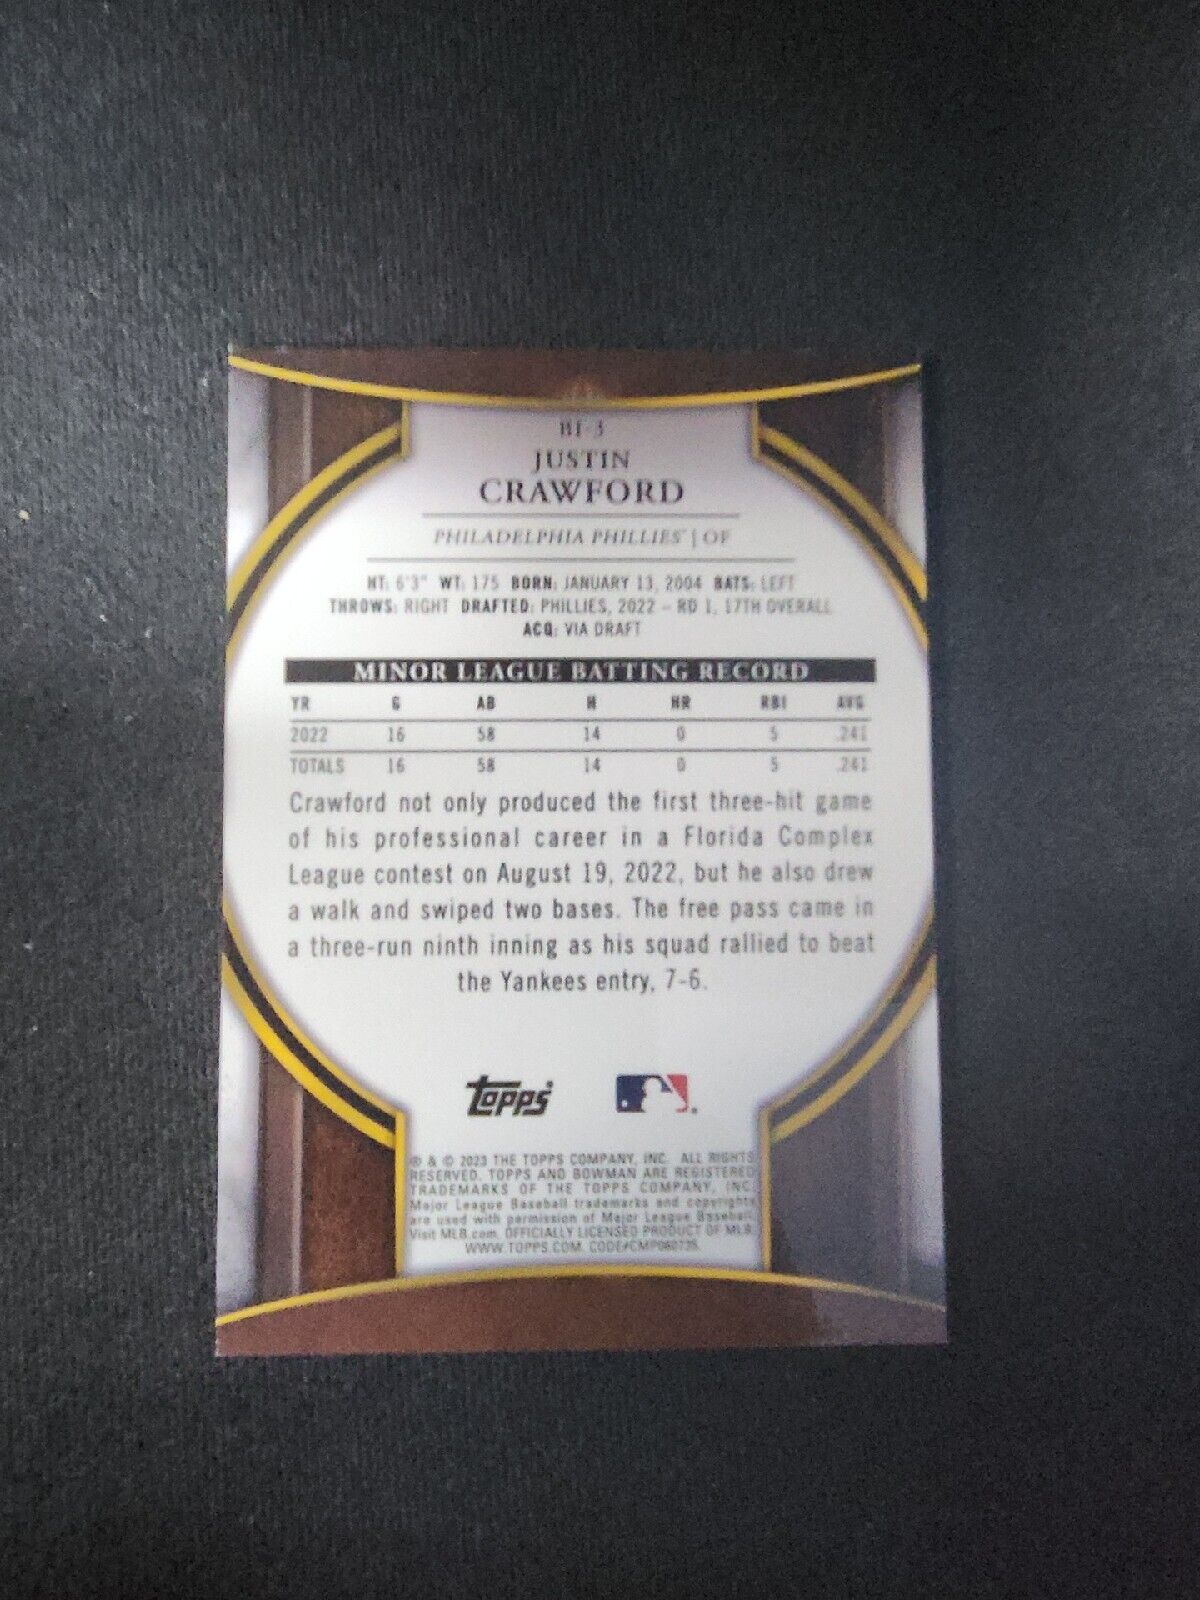 BI-3
JUSTIN
CRAWFORD
PHILADELPHIA PHILLIES™ | OF
HT: 6'3" WT: 175 BORN: JANUARY 13, 2004 BATS: LEFT
THROWS: RIGHT DRAFTED: PHILLIES, 2022 – RD 1, 17TH OVERALL
ACQ: VIA DRAFT
MINOR LEAGUE BATTING RECORD
YR G AB H HR RBI AVG
2022 16 58 14 0 5 .241
TOTALS 16 58 14 0 5 .241
Crawford not only produced the first three-hit game
of his professional career in a Florida Complex
League contest on August 19, 2022, but he also drew
a walk and swiped two bases. The free pass came in
a three-run ninth inning as his squad rallied to beat
the Yankees entry, 7-6.
topps
® & © 2023 THE TOPPS COMPANY, INC. ALL RIGHTS
RESERVED. TOPPS AND BOWMAN ARE REGISTERED
TRADEMARKS OF THE TOPPS COMPANY, INC.
Major League Baseball trademarks and copyrights
are used with permission of Major League Baseball.
Visit MLB.com. OFFICIALLY LICENSED PRODUCT OF MLB.
WWW.TOPPS.COM. CODE#CMP060735